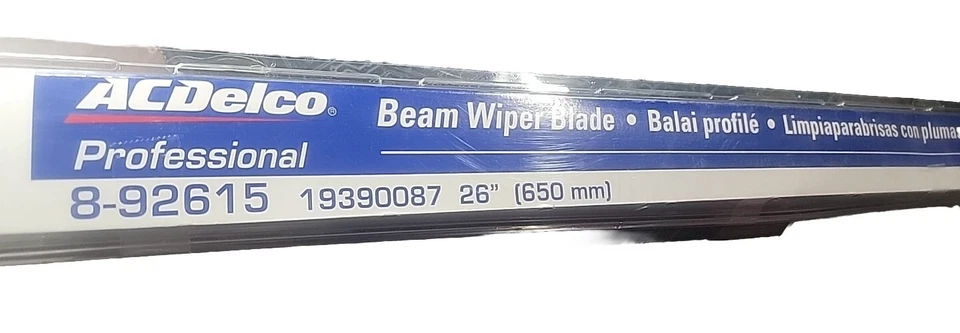 ACDelco®
Professional
Beam Wiper Blade • Balai profilé • Limpiaparabrisas con plumas
8-92615 19390087 26" (650 mm)